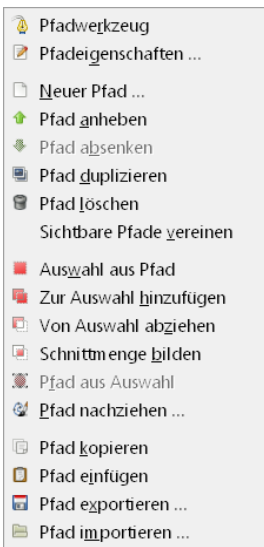 Pfadwerkzeug
Pfadeigenschaften ...
Neuer Pfad ...
Pfad anheben
Pfad absenken
Pfad duplizieren
Pfad löschen
Sichtbare Pfade vereinen
Auswahl aus Pfad
Zur Auswahl hinzufügen
Von Auswahl abziehen
Schnittmenge bilden
Pfad aus Auswahl
Pfad nachziehen ...
Pfad kopieren
Pfad einfügen
Pfad exportieren ...
Pfad importieren ...